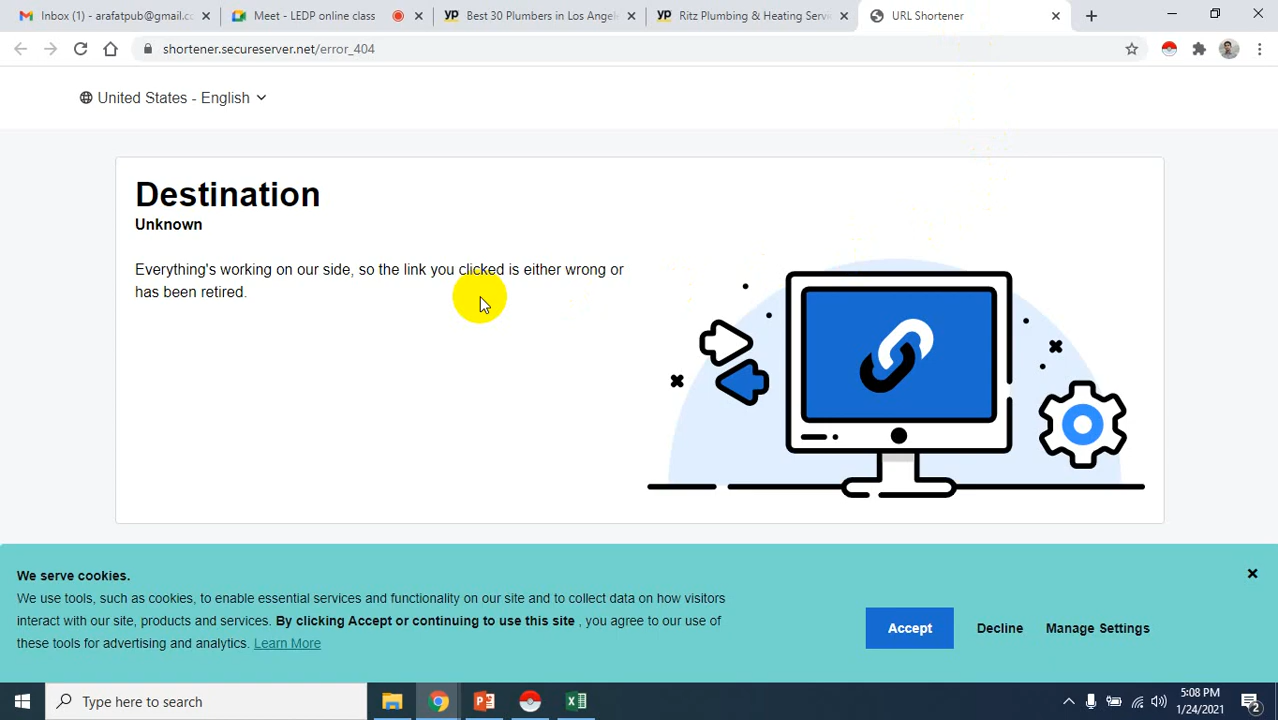 Inbox (1) - arafatpub@gmail.c
Meet - LEDP online class
Best 30 Plumbers in Los Angel
Ritz Plumbing & Heating Servi
URL Shortener
shortener.secureserver.net/error_404
United States - English
Destination
Unknown
Everything's working on our side, so the link you clicked is either wrong or
has been retired.
We serve cookies.
We use tools, such as cookies, to enable essential services and functionality on our site and to collect data on how visitors
interact with our site, products and services. By clicking Accept or continuing to use this site , you agree to our use of
these tools for advertising and analytics. Learn More
Accept
Decline
Manage Settings
Type here to search
5:08 PM
1/24/2021
2